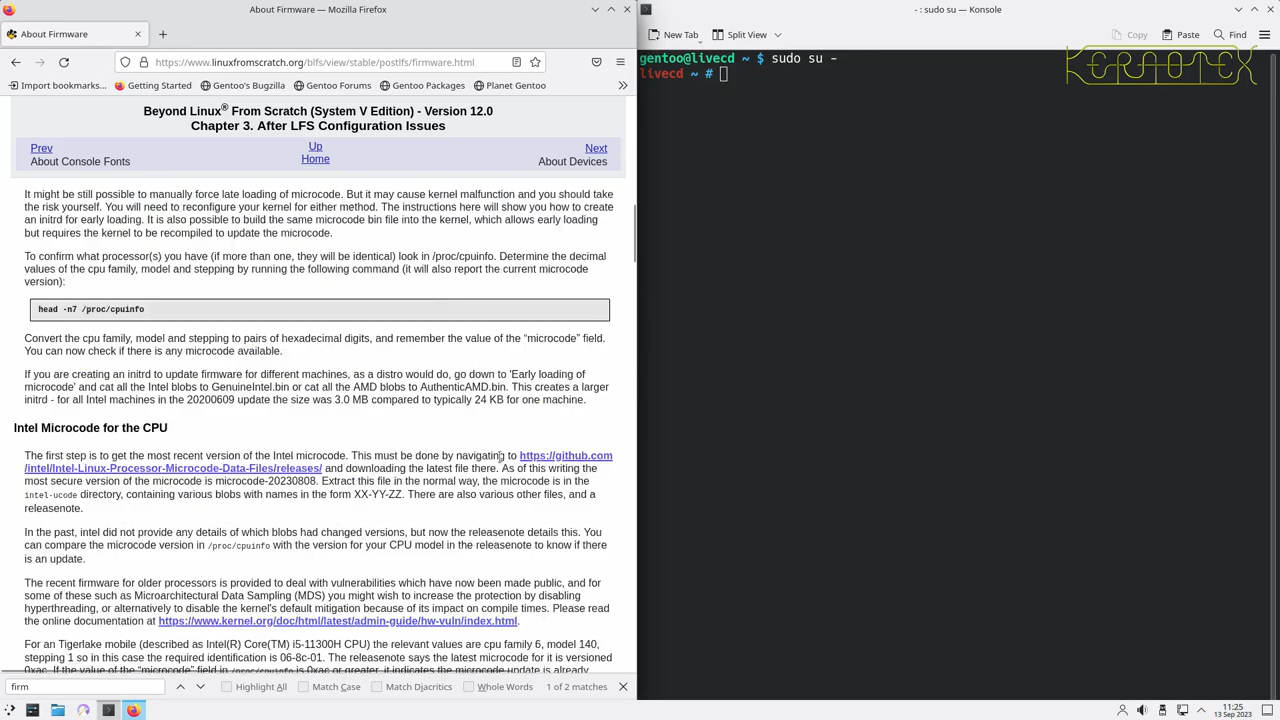 About Firmware — Mozilla Firefox
- : sudo su — Konsole
About Firmware
New Tab
Split View
Copy
Paste
Find
https://www.linuxfromscratch.org/blfs/view/stable/postlfs/firmware.html
gentoo@livecd ~ $ sudo su -
livecd ~ #
KERNOTEX
Import bookmarks...
Getting Started
Gentoo's Bugzilla
Gentoo Forums
Gentoo Packages
Planet Gentoo
Beyond Linux® From Scratch (System V Edition) - Version 12.0
Chapter 3. After LFS Configuration Issues
Prev
Up
Next
About Console Fonts
Home
About Devices
It might be still possible to manually force late loading of microcode. But it may cause kernel malfunction and you should take
the risk yourself. You will need to reconfigure your kernel for either method. The instructions here will show you how to create
an initrd for early loading. It is also possible to build the same microcode bin file into the kernel, which allows early loading
but requires the kernel to be recompiled to update the microcode.
To confirm what processor(s) you have (if more than one, they will be identical) look in /proc/cpuinfo. Determine the decimal
values of the cpu family, model and stepping by running the following command (it will also report the current microcode
version):
head -n7 /proc/cpuinfo
Convert the cpu family, model and stepping to pairs of hexadecimal digits, and remember the value of the “microcode” field.
You can now check if there is any microcode available.
If you are creating an initrd to update firmware for different machines, as a distro would do, go down to 'Early loading of
microcode' and cat all the Intel blobs to GenuineIntel.bin or cat all the AMD blobs to AuthenticAMD.bin. This creates a larger
initrd - for all Intel machines in the 20200609 update the size was 3.0 MB compared to typically 24 KB for one machine.
Intel Microcode for the CPU
The first step is to get the most recent version of the Intel microcode. This must be done by navigating to https://github.com
/intel/Intel-Linux-Processor-Microcode-Data-Files/releases/ and downloading the latest file there. As of this writing the
most secure version of the microcode is microcode-20230808. Extract this file in the normal way, the microcode is in the
intel-ucode directory, containing various blobs with names in the form XX-YY-ZZ. There are also various other files, and a
releasenote.
In the past, intel did not provide any details of which blobs had changed versions, but now the releasenote details this. You
can compare the microcode version in /proc/cpuinfo with the version for your CPU model in the releasenote to know if there
is an update.
The recent firmware for older processors is provided to deal with vulnerabilities which have now been made public, and for
some of these such as Microarchitectural Data Sampling (MDS) you might wish to increase the protection by disabling
hyperthreading, or alternatively to disable the kernel's default mitigation because of its impact on compile times. Please read
the online documentation at https://www.kernel.org/doc/html/latest/admin-guide/hw-vuln/index.html.
For an Tigerlake mobile (described as Intel(R) Core(TM) i5-11300H CPU) the relevant values are cpu family 6, model 140,
stepping 1 so in this case the required identification is 06-8c-01. The releasenote says the latest microcode for it is versioned
0xac. If the value of the “microcode” field in /proc/cpuinfo is 0xac or greater, it indicates the microcode update is already
firm
Highlight All
Match Case
Match Diacritics
Whole Words
1 of 2 matches
11:25
13 Sep 2023